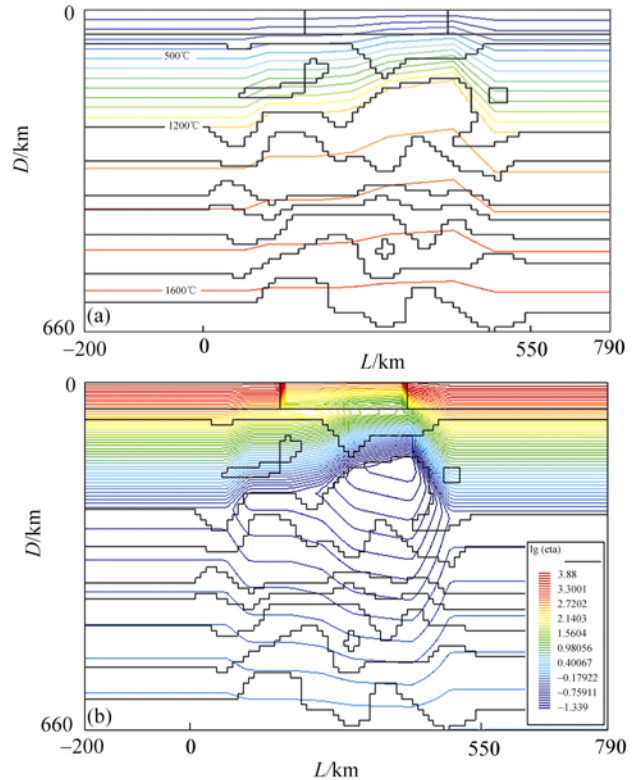 0
500℃
1200℃
D/km
1600℃
(a)
660
−200 0 550 790
L/km
0
D/km
lg (eta)
3.88
3.3001
2.7202
2.1403
1.5604
0.98056
0.40067
−0.17922
−0.75911
−1.339
(b)
660
−200 0 550 790
L/km